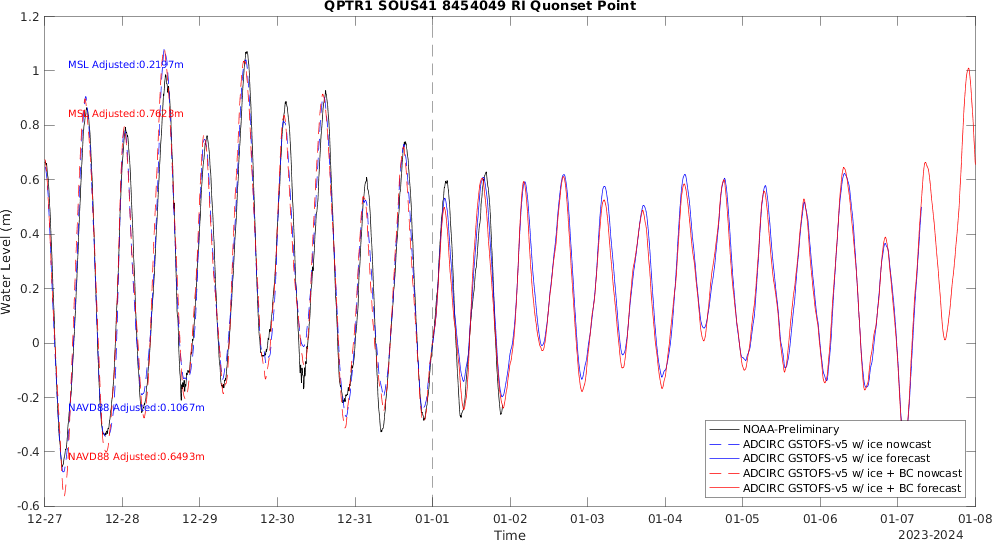 QPTR1 SOUS41 8454049 RI Quonset Point
1.2
1
0.8
0.6
0.4
0.2
0
-0.2
-0.4
-0.6
Water Level (m)
MSL Adjusted:0.2197m
MSL Adjusted:0.7623m
NAVD88 Adjusted:0.1067m
NAVD88 Adjusted:0.6493m
NOAA-Preliminary
ADCIRC GSTOFS-v5 w/ ice nowcast
ADCIRC GSTOFS-v5 w/ ice forecast
ADCIRC GSTOFS-v5 w/ ice + BC nowcast
ADCIRC GSTOFS-v5 w/ ice + BC forecast
12-27 12-28 12-29 12-30 12-31 01-01 01-02 01-03 01-04 01-05 01-06 01-07 01-08
Time
2023-2024